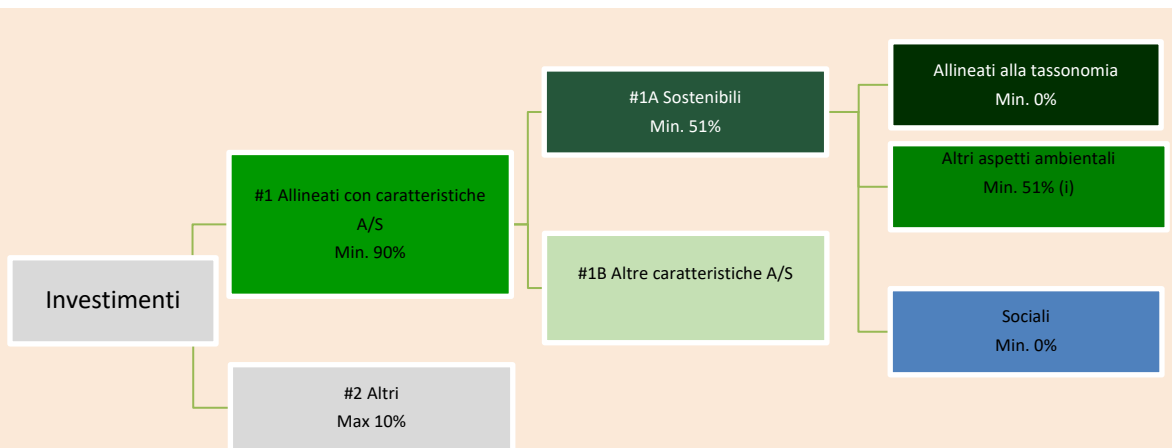 Investimenti
#1 Allineati con caratteristiche
A/S
Min. 90%
#2 Altri
Max 10%
#1A Sostenibili
Min. 51%
#1B Altre caratteristiche A/S
Allineati alla tassonomia
Min. 0%
Altri aspetti ambientali
Min. 51% (i)
Sociali
Min. 0%